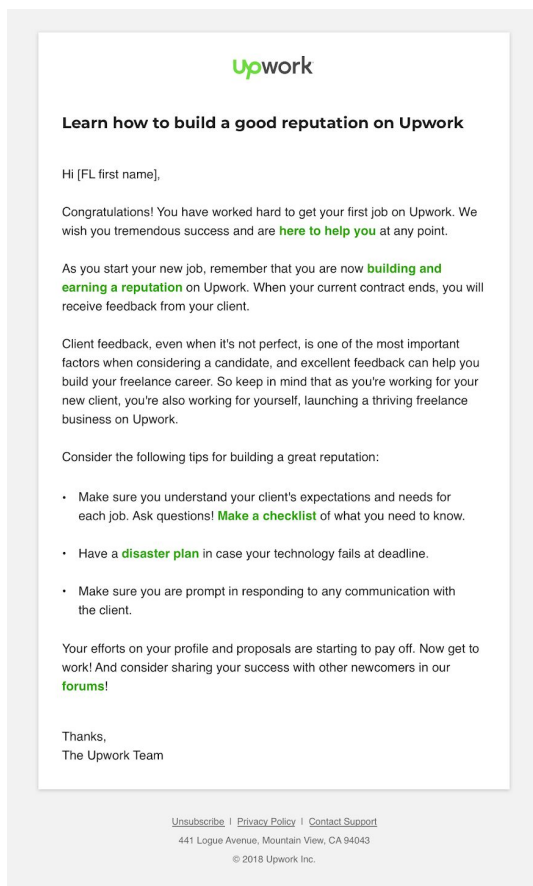 Upwork
Learn how to build a good reputation on Upwork
Hi [FL first name],
Congratulations! You have worked hard to get your first job on Upwork. We
wish you tremendous success and are here to help you at any point.
As you start your new job, remember that you are now building and
earning a reputation on Upwork. When your current contract ends, you will
receive feedback from your client.
Client feedback, even when it's not perfect, is one of the most important
factors when considering a candidate, and excellent feedback can help you
build your freelance career. So keep in mind that as you're working for your
new client, you're also working for yourself, launching a thriving freelance
business on Upwork.
Consider the following tips for building a great reputation:
• Make sure you understand your client's expectations and needs for
each job. Ask questions! Make a checklist of what you need to know.
• Have a disaster plan in case your technology fails at deadline.
• Make sure you are prompt in responding to any communication with
the client.
Your efforts on your profile and proposals are starting to pay off. Now get to
work! And consider sharing your success with other newcomers in our
forums!
Thanks,
The Upwork Team
Unsubscribe | Privacy Policy | Contact Support
441 Logue Avenue, Mountain View, CA 94043
© 2018 Upwork Inc.